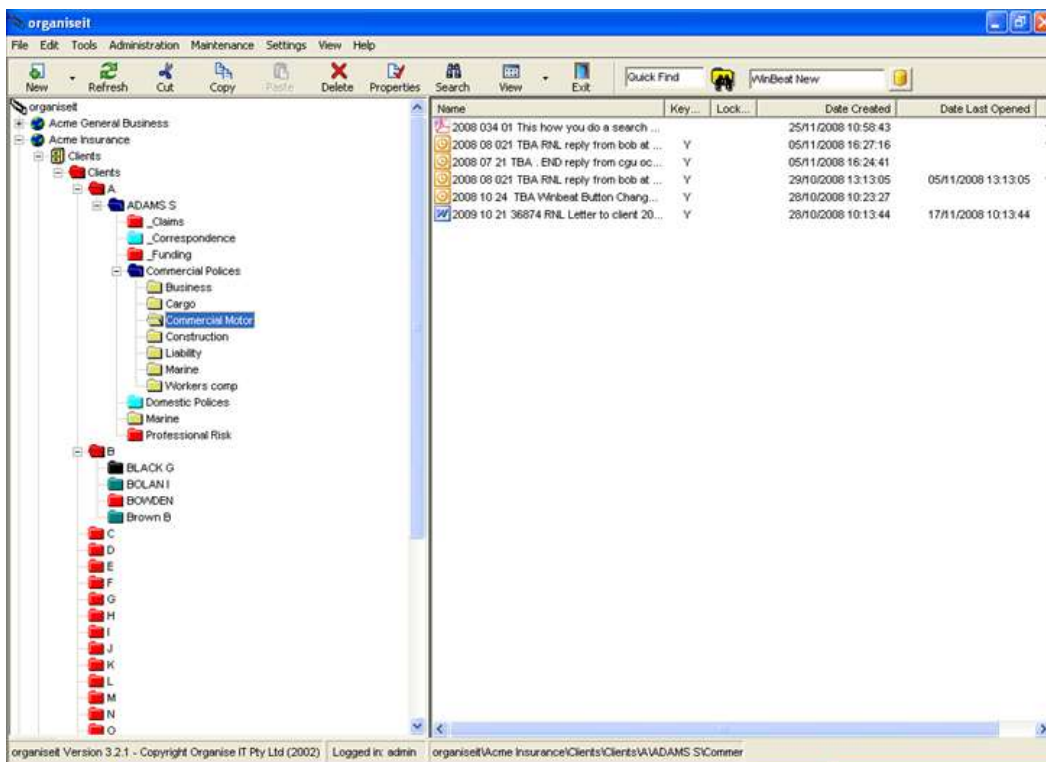 organiseit
File Edit Tools Administration Maintenance Settings View Help
New Refresh Cut Copy Paste Delete Properties Search View Exit Quick Find WinBeat New
organiseit
Acme General Business
Acme Insurance
Clients
Clients
A
ADAMS S
_Claims
_Correspondence
_Funding
Commercial Polices
Business
Cargo
Commercial Motor
Construction
Liability
Marine
Workers comp
Domestic Polices
Marine
Professional Risk
B
BLACK G
BOLAN I
BOWDEN
Brown B
C
D
E
F
G
H
I
J
K
L
M
N
O
Name Key... Lock... Date Created Date Last Opened
2008 034 01 This how you do a search ... 25/11/2008 10:58:43
2008 08 021 TBA RNL reply from bob at ... Y 05/11/2008 16:27:16
2008 07 21 TBA . END reply from cgu oc... Y 05/11/2008 16:24:41
2008 08 021 TBA RNL reply from bob at ... Y 29/10/2008 13:13:05 05/11/2008 13:13:05
2008 10 24 TBA Winbeat Button Chang... Y 28/10/2008 10:23:27
2009 10 21 36874 RNL Letter to client 20... Y 28/10/2008 10:13:44 17/11/2008 10:13:44
organiseit Version 3.2.1 - Copyright Organise IT Pty Ltd (2002) Logged in: admin organiseit\Acme Insurance\Clients\Clients\A\ADAMS S\Commer